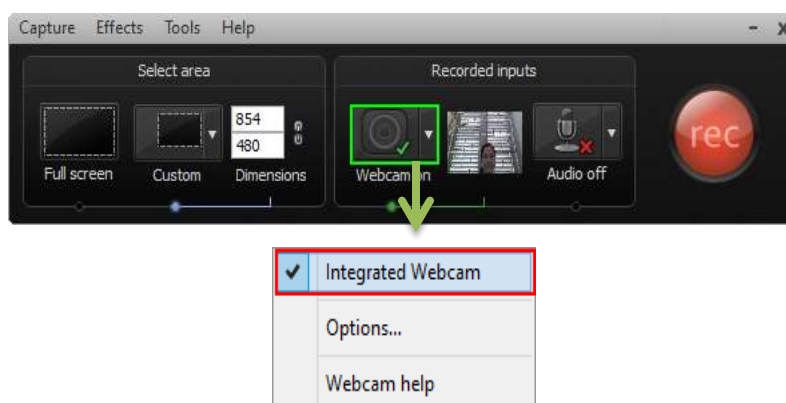 Capture Effects Tools Help
Select area
Recorded inputs
854
480
Full screen
Custom
Dimensions
Webcam on
Audio off
rec
Integrated Webcam
Options...
Webcam help